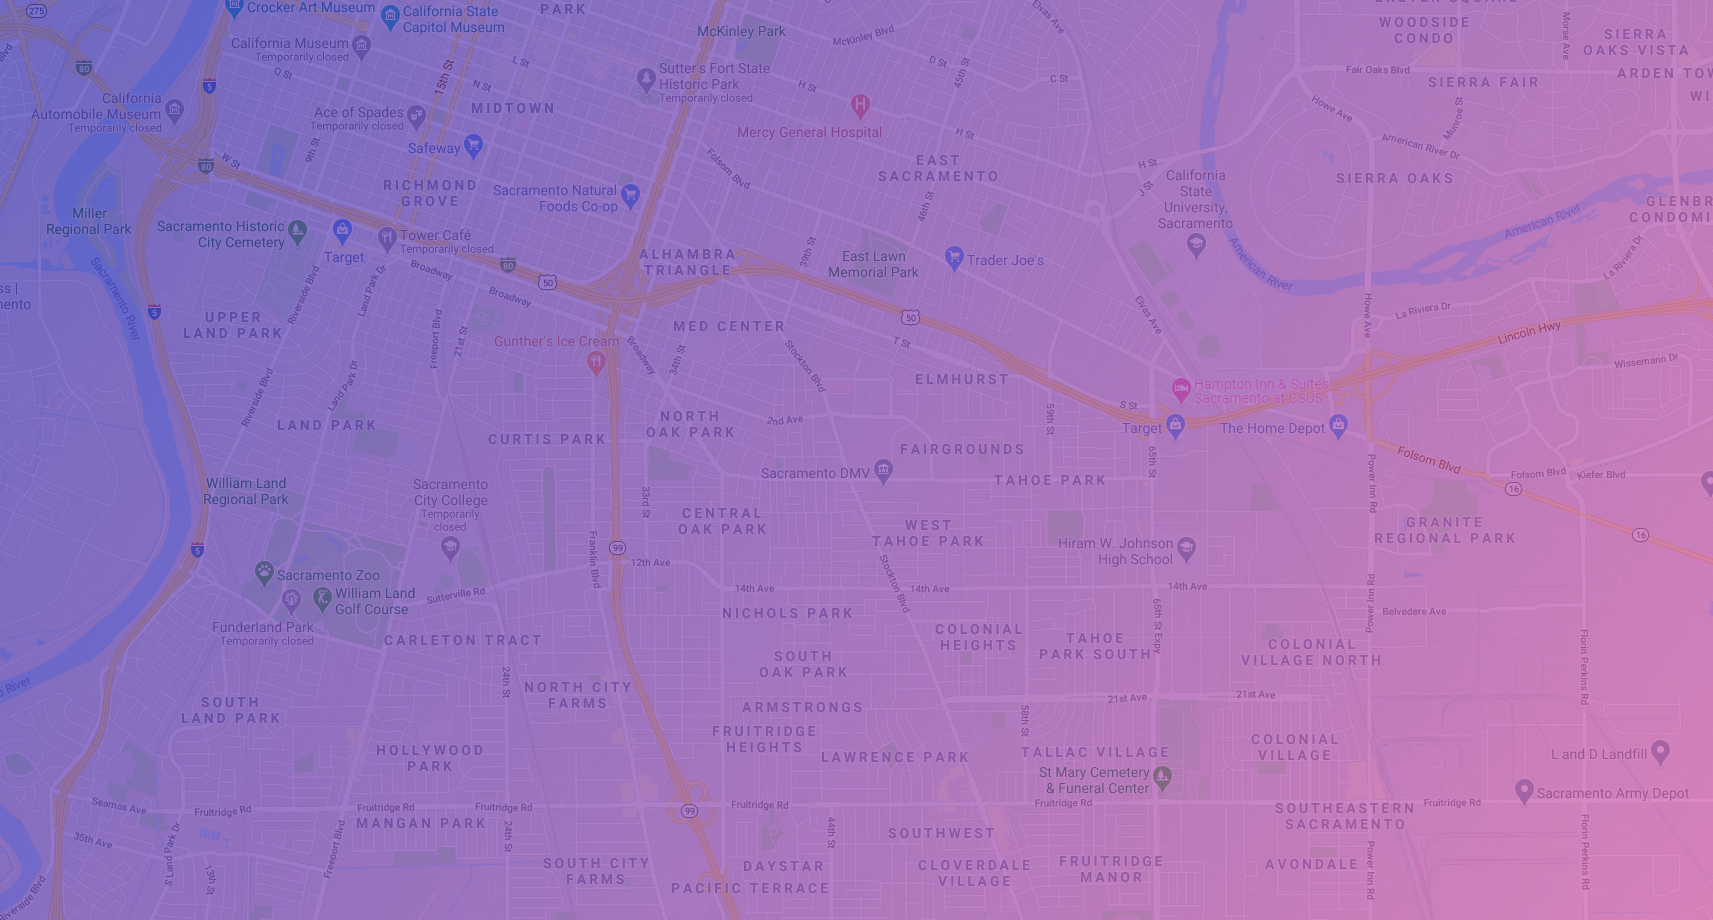 275
Crocker Art Museum
California State
Capitol Museum
PARK
McKinley Park
McKinley Blvd
Elvas Ave
WOODSIDE
CONDO
Morse Ave
SIERRA
OAKS VISTA
California Museum
Temporarily closed
80
5
Q St
15th St
L St
N St
Sutter's Fort State
Historic Park
Temporarily closed
H St
D St
45th St
C St
Fair Oaks Blvd
SIERRA FAIR
ARDEN TOW
WI
California
Automobile Museum
Temporarily closed
Ace of Spades
Temporarily closed
MIDTOWN
Mercy General Hospital
H St
Howe Ave
Munroe St
American River Dr
9th St
Safeway
W St
80
Folsom Blvd
EAST
SACRAMENTO
H St
J St
California
State
University,
Sacramento
SIERRA OAKS
RICHMOND
GROVE
Sacramento Natural
Foods Co-op
46th St
GLENBR
CONDOMI
Miller
Regional Park
Sacramento Historic
City Cemetery
Target
Tower Café
Temporarily closed
American River
American River
La Riviera Dr
Broadway
80
50
ALHAMBRA
TRIANGLE
39th St
East Lawn
Memorial Park
Trader Joe's
Sacramento River
Riverside Blvd
Land Park Dr
Broadway
5
UPPER
LAND PARK
Freeport Blvd
21st St
Gunther's Ice Cream
MED CENTER
50
T St
Elvas Ave
Howe Ave
La Riviera Dr
Lincoln Hwy
Wissemann Dr
Broadway
34th St
Stockton Blvd
ELMHURST
Hampton Inn & Suites
Sacramento at CSUS
Riverside Blvd
Land Park Dr
LAND PARK
CURTIS PARK
NORTH
OAK PARK
2nd Ave
59th St
S St
Target
The Home Depot
FAIRGROUNDS
65th St
Folsom Blvd
Folsom Blvd
Kiefer Blvd
Sacramento DMV
TAHOE PARK
Power Inn Rd
16
William Land
Regional Park
Sacramento
City College
Temporarily
closed
33rd St
CENTRAL
OAK PARK
WEST
TAHOE PARK
GRANITE
REGIONAL PARK
16
5
Franklin Blvd
99
12th Ave
Stockton Blvd
Hiram W. Johnson
High School
Sacramento Zoo
William Land
Golf Course
Sutterville Rd
14th Ave
14th Ave
14th Ave
65th St Expy
Power Inn Rd
Belvedere Ave
Funderland Park
Temporarily closed
CARLETON TRACT
NICHOLS PARK
COLONIAL
HEIGHTS
TAHOE
PARK SOUTH
COLONIAL
VILLAGE NORTH
Florin Perkins Rd
SOUTH
OAK PARK
24th St
NORTH CITY
FARMS
SOUTH
LAND PARK
ARMSTRONGS
58th St
21st Ave
21st Ave
FRUITRIDGE
HEIGHTS
HOLLYWOOD
PARK
LAWRENCE PARK
TALLAC VILLAGE
COLONIAL
VILLAGE
L and D Landfill
St Mary Cemetery
& Funeral Center
Seamas Ave
Fruitridge Rd
Fruitridge Rd
Fruitridge Rd
99
Fruitridge Rd
Fruitridge Rd
SOUTHEASTERN
SACRAMENTO
Fruitridge Rd
Sacramento Army Depot
35th Ave
MANGAN PARK
24th St
44th St
SOUTHWEST
Freeport Blvd
S Land Park Dr
13th St
Riverside Blvd
SOUTH CITY
FARMS
DAYSTAR
PACIFIC TERRACE
CLOVERDALE
VILLAGE
FRUITRIDGE
MANOR
AVONDALE
Power Inn Rd
Florin Perkins Rd